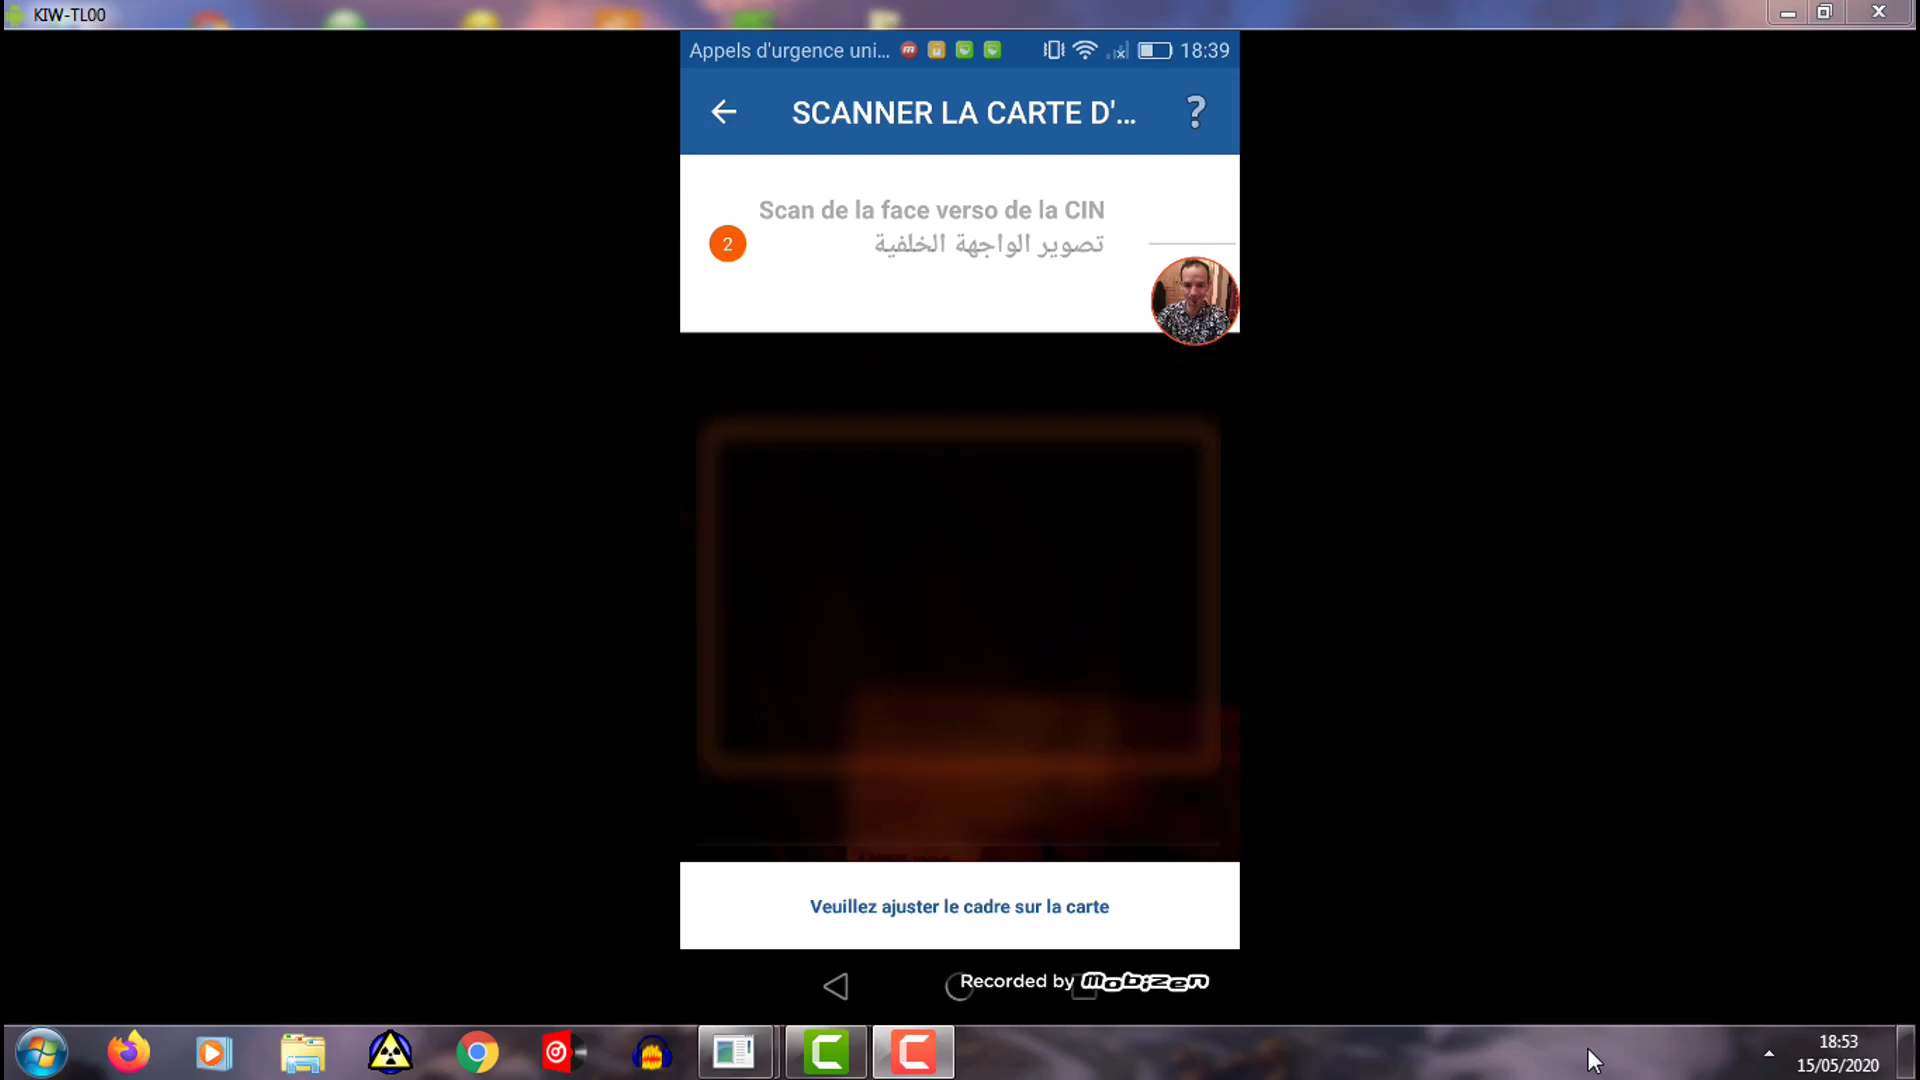 KIW-TL00
Appels d'urgence uni... 18:39
SCANNER LA CARTE D'...
?
Scan de la face verso de la CIN
2
تصوير الواجهة الخلفية
Veuillez ajuster le cadre sur la carte
Recorded by mobizen
18:53
15/05/2020